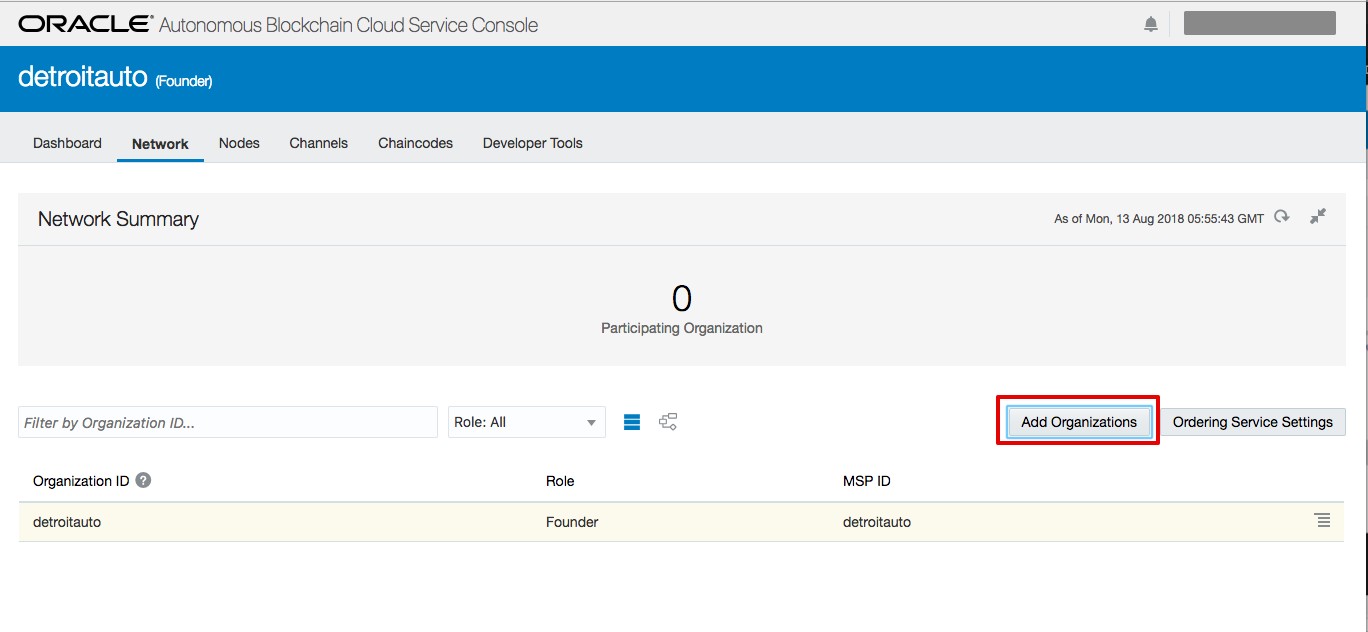 ORACLE® Autonomous Blockchain Cloud Service Console
detroitauto (Founder)
Dashboard Network Nodes Channels Chaincodes Developer Tools
Network Summary As of Mon, 13 Aug 2018 05:55:43 GMT
0
Participating Organization
Filter by Organization ID... Role: All Add Organizations Ordering Service Settings
Organization ID ? Role MSP ID
detroitauto Founder detroitauto